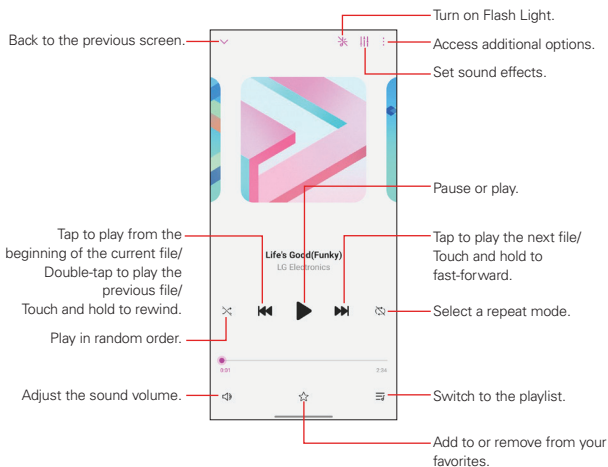 Turn on Flash Light.
Back to the previous screen.
Access additional options.
Set sound effects.
Pause or play.
Tap to play from the
beginning of the current file/
Double-tap to play the
previous file/
Touch and hold to rewind.
Life's Good(Funky)
LG Electronics
Tap to play the next file/
Touch and hold to
fast-forward.
Select a repeat mode.
Play in random order.
0:01
2:54
Adjust the sound volume.
Switch to the playlist.
Add to or remove from your
favorites.